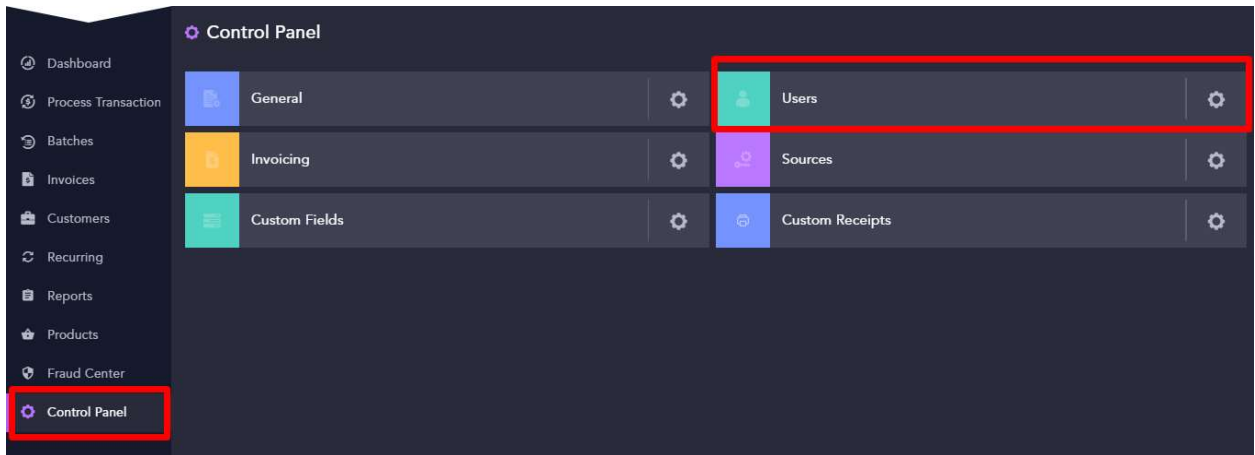 Control Panel
Dashboard
Process Transaction
Batches
Invoices
Customers
Recurring
Reports
Products
Fraud Center
Control Panel
General
Users
Invoicing
Sources
Custom Fields
Custom Receipts